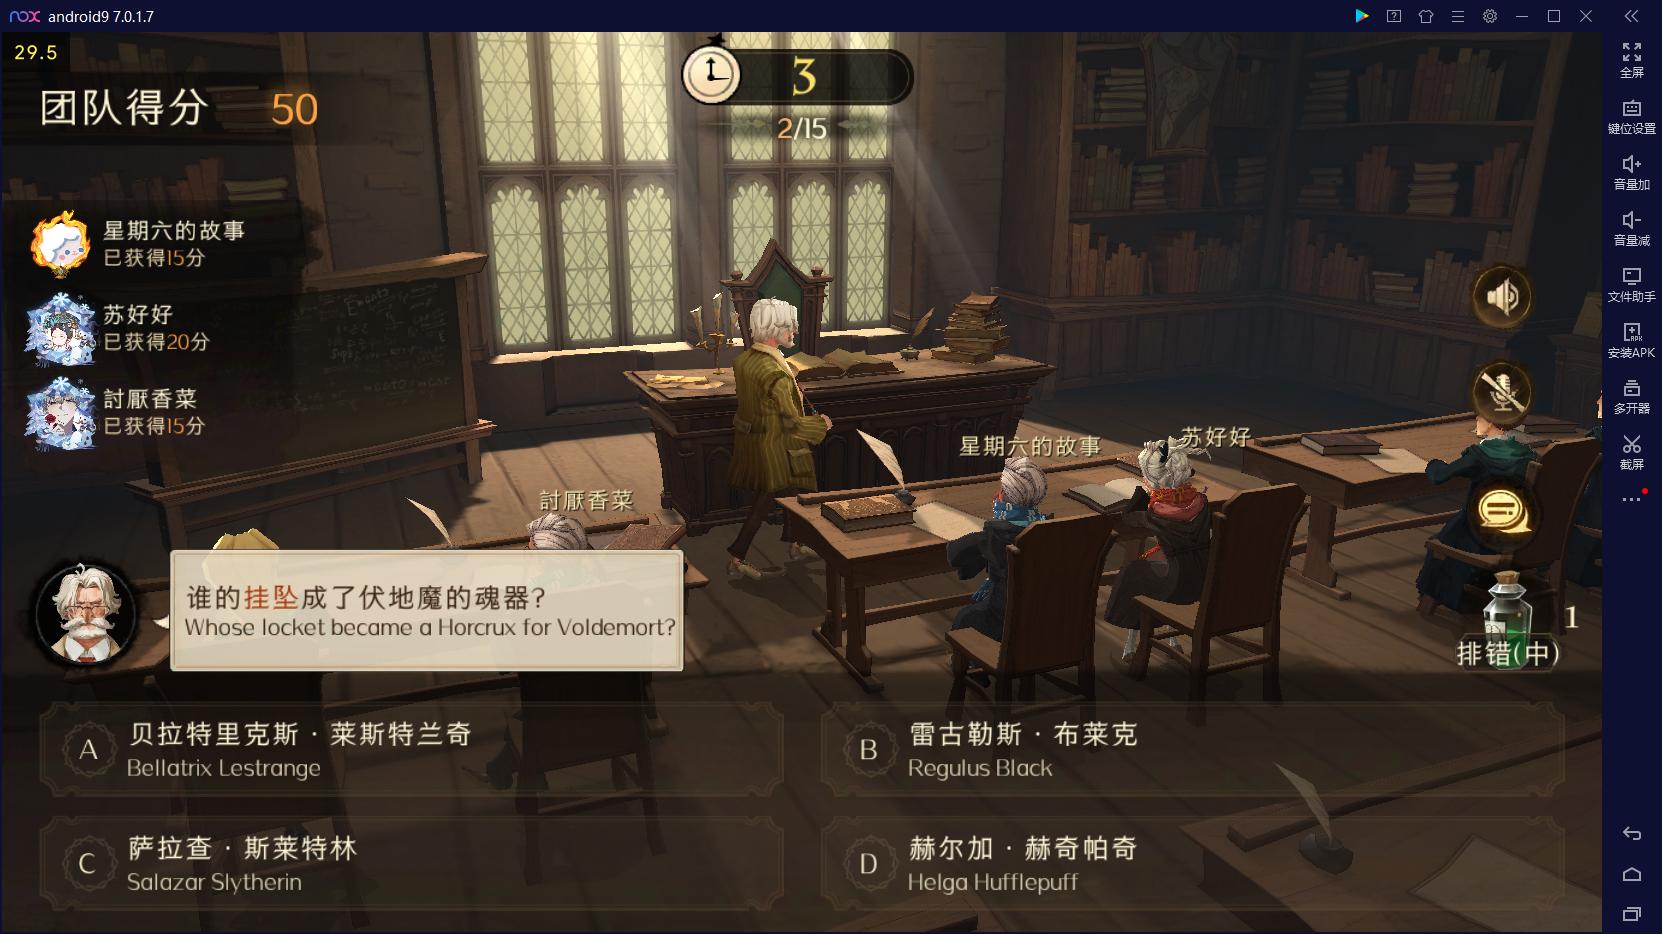 nox android9 7.0.1.7
29.5
团队得分 50
3
2/15
星期六的故事
已获得15分
苏好好
已获得20分
討厭香菜
已获得15分
星期六的故事
苏好好
討厭香菜
谁的挂坠成了伏地魔的魂器?
Whose locket became a Horcrux for Voldemort?
1
排错(中)
A 贝拉特里克斯·莱斯特兰奇
Bellatrix Lestrange
B 雷古勒斯·布莱克
Regulus Black
C 萨拉查·斯莱特林
Salazar Slytherin
D 赫尔加·赫奇帕奇
Helga Hufflepuff
全屏
键位设置
音量加
音量减
文件助手
安装APK
多开器
截屏